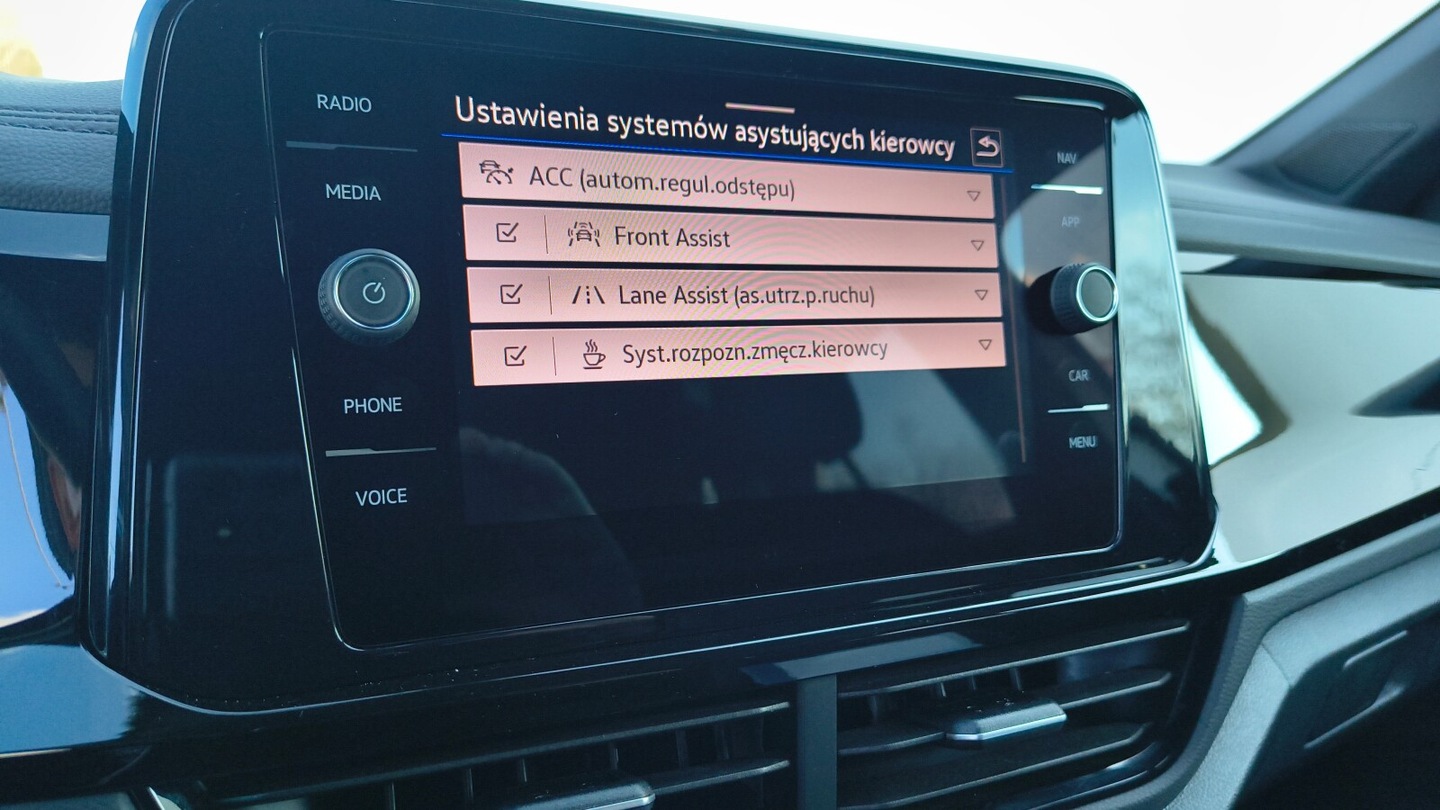 RADIO
MEDIA
PHONE
VOICE
Ustawienia systemów asystujących kierowcy
ACC (autom.regul.odstępu)
Front Assist
Lane Assist (as.utrz.p.ruchu)
Syst.rozpozn.zmęcz.kierowcy
NAV
APP
CAR
MENU